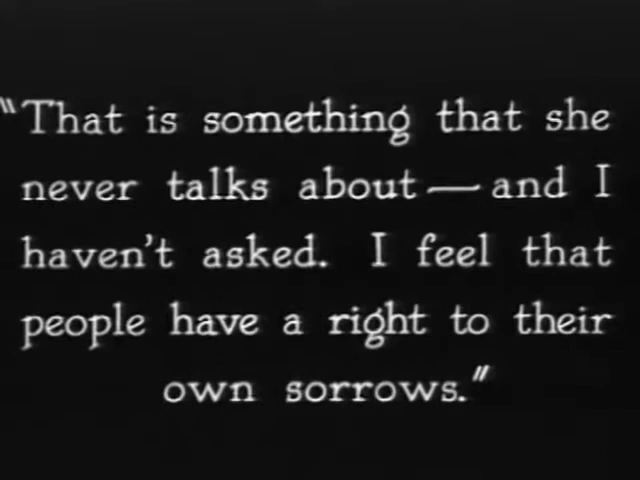 "That is something that she
never talks about — and I
haven't asked. I feel that
people have a right to their
own sorrows."